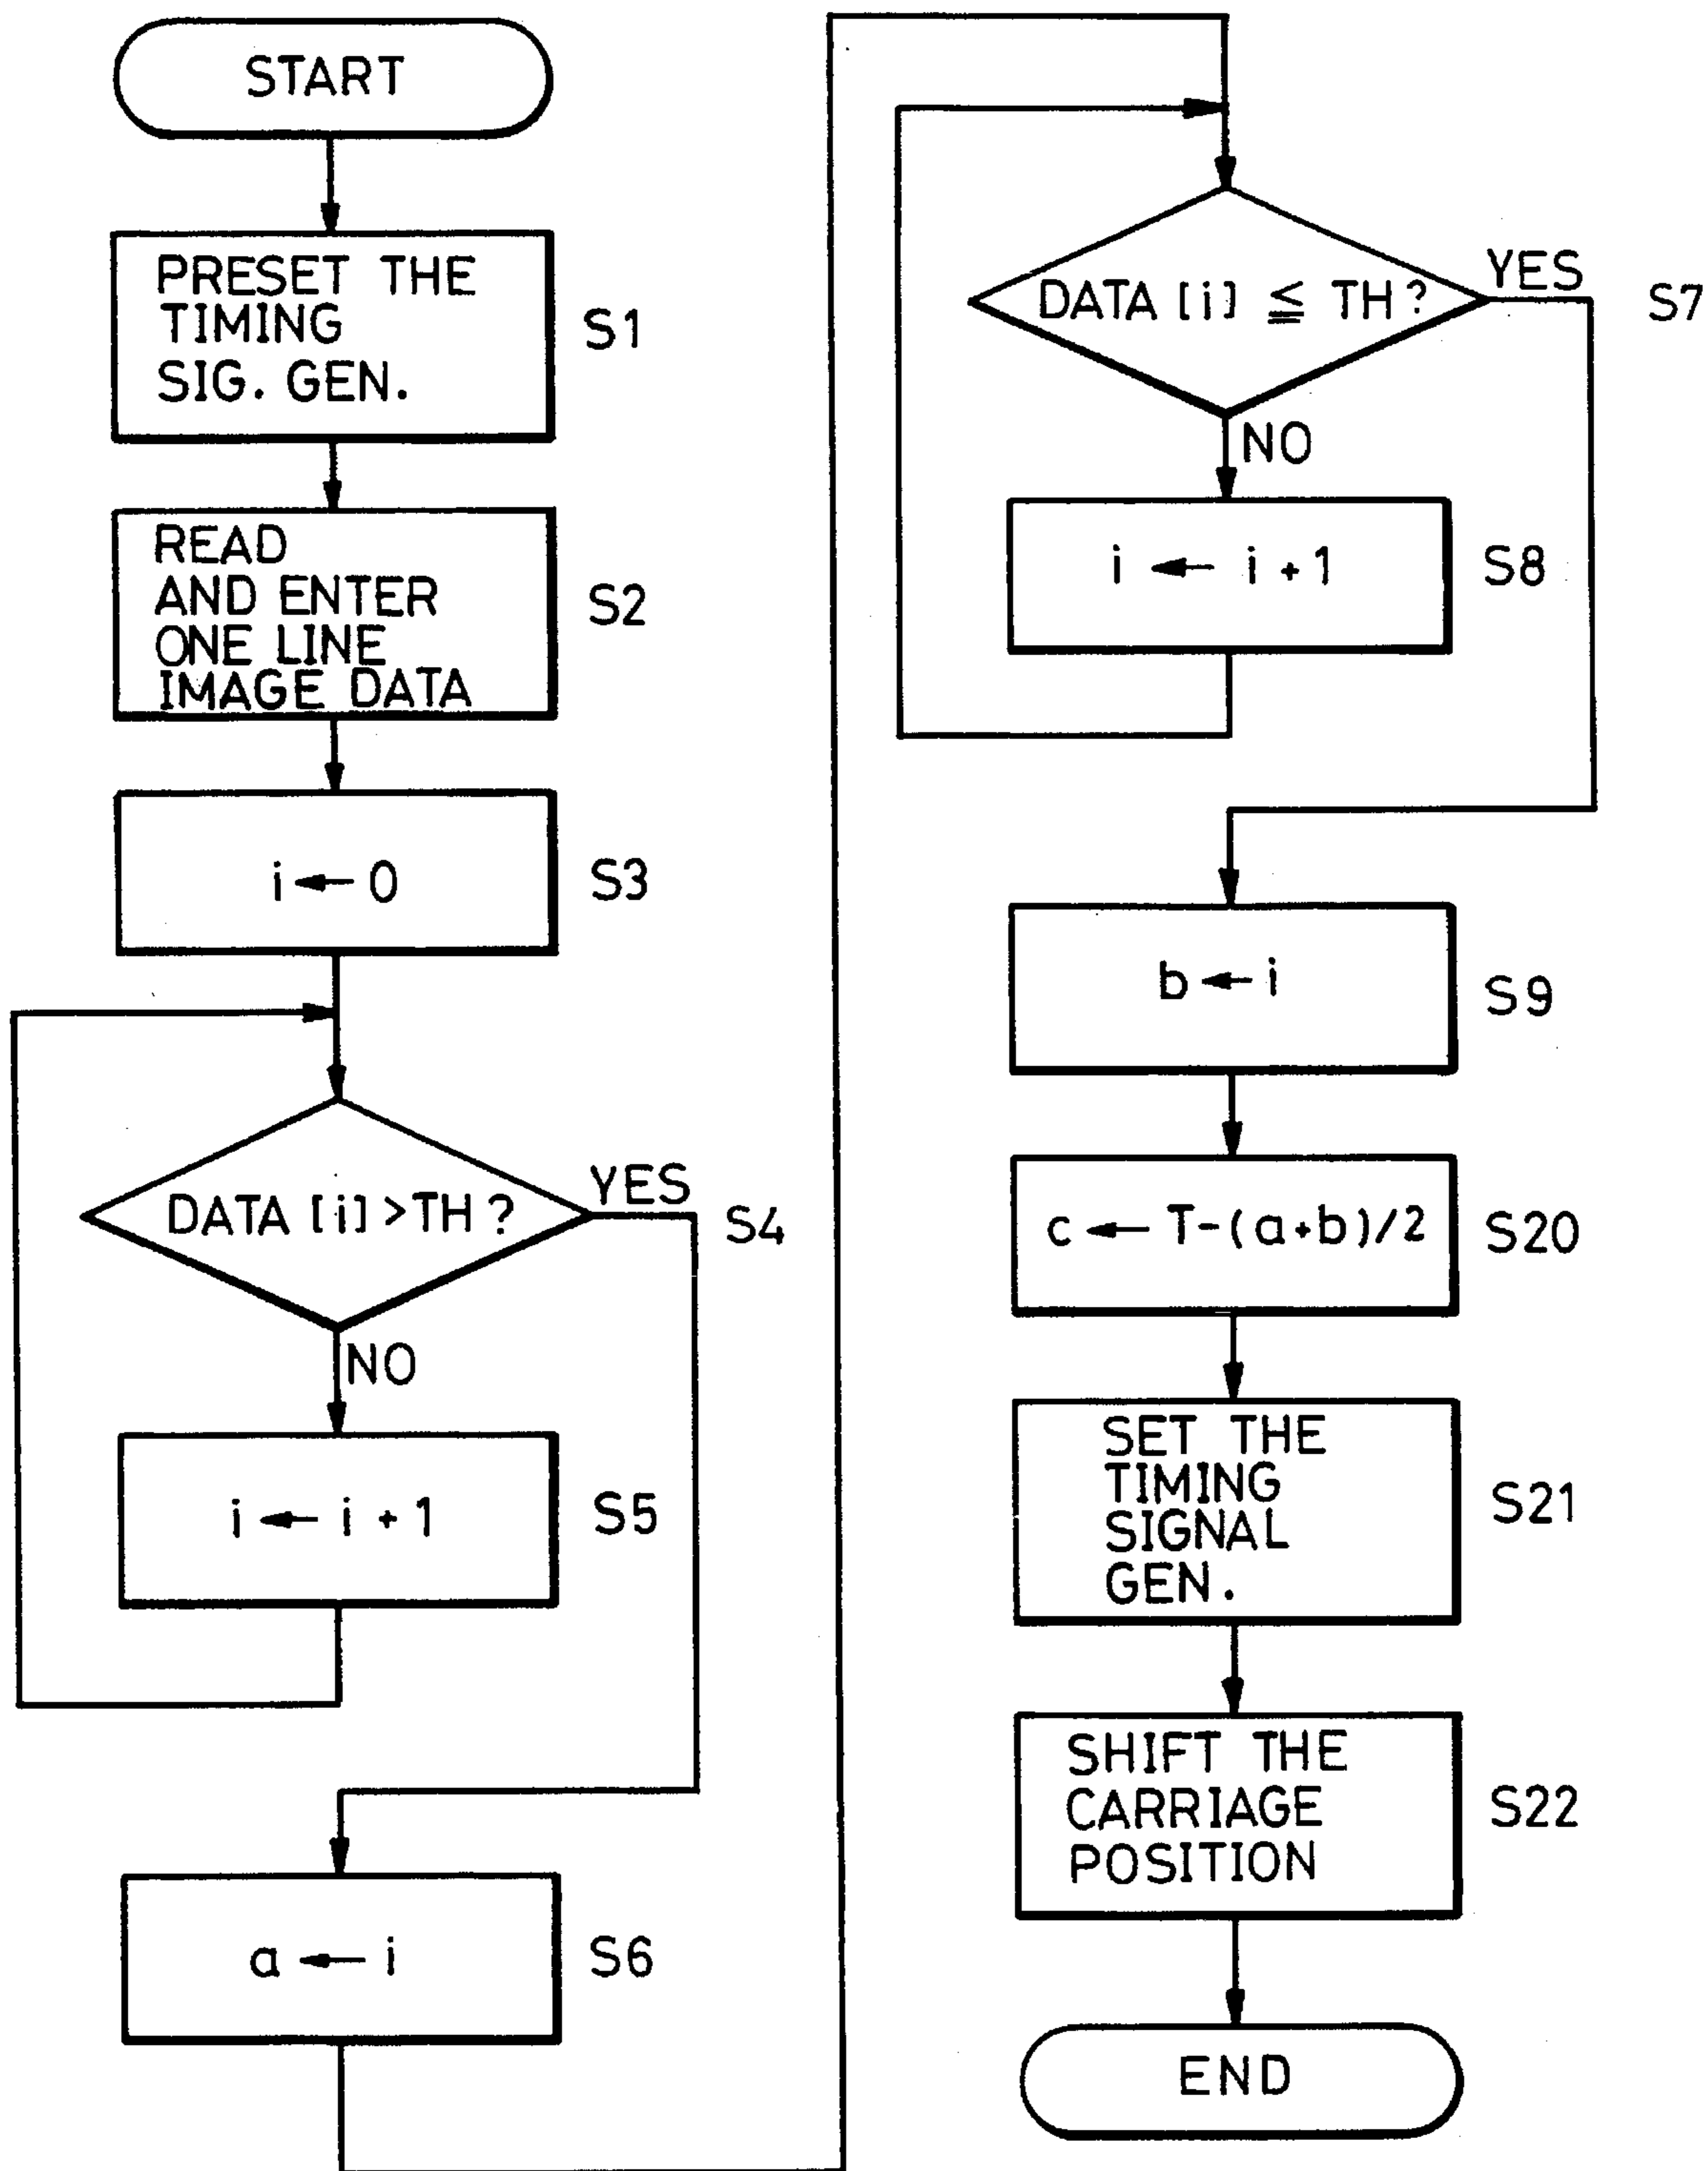 START
PRESET THE
TIMING
SIG. GEN.
S1
READ
AND ENTER
ONE LINE
IMAGE DATA
S2
i ← 0
S3
DATA [i] > TH ?
YES
S4
NO
i ← i + 1
S5
a ← i
S6
DATA [i] ≦ TH ?
YES
S7
NO
i ← i + 1
S8
b ← i
S9
c ← T-(a+b)/2
S20
SET THE
TIMING
SIGNAL
GEN.
S21
SHIFT THE
CARRIAGE
POSITION
S22
END